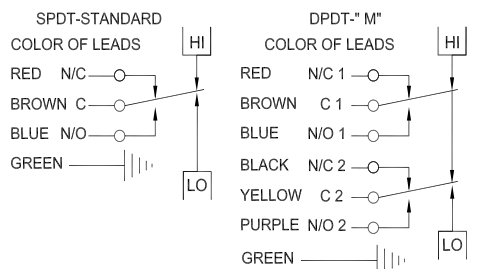 SPDT-STANDARD
COLOR OF LEADS
HI
RED N/C
BROWN C
BLUE N/O
GREEN
LO
DPDT-" M"
COLOR OF LEADS
HI
RED N/C 1
BROWN C 1
BLUE N/O 1
BLACK N/C 2
YELLOW C 2
PURPLE N/O 2
LO
GREEN